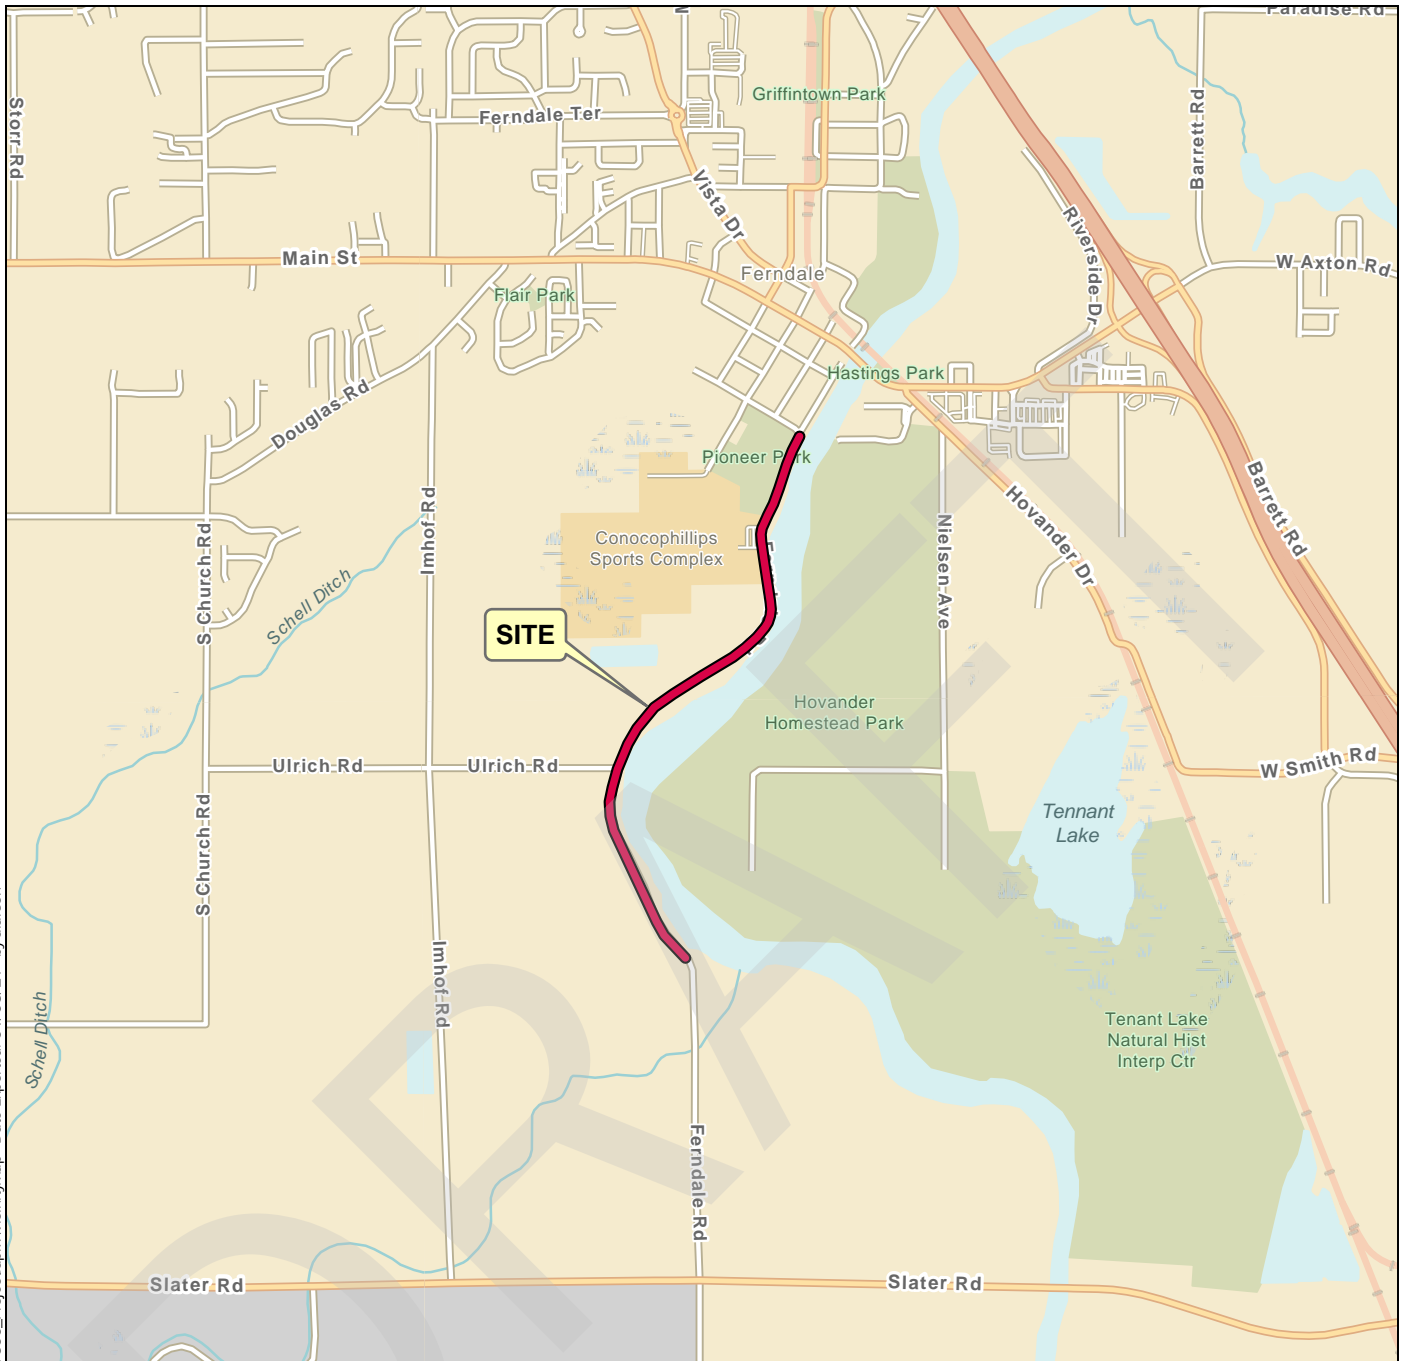 Paradise Rd
Griffintown Park
Storr Rd
Ferndale Ter
Barrett Rd
Vista Dr
Riverside Dr
Main St
Ferndale
W Axton Rd
Flair Park
Hastings Park
Douglas Rd
Pioneer Park
Barrett Rd
Hovander Dr
Imhof Rd
S Church Rd
Conocophillips
Sports Complex
Nielsen Ave
Schell Ditch
SITE
Hovander
Homestead Park
Ulrich Rd
Ulrich Rd
W Smith Rd
Tennant
Lake
S Church Rd
Imhof Rd
Schell Ditch
Tenant Lake
Natural Hist
Interp Ctr
Ferndale Rd
Slater Rd
Slater Rd